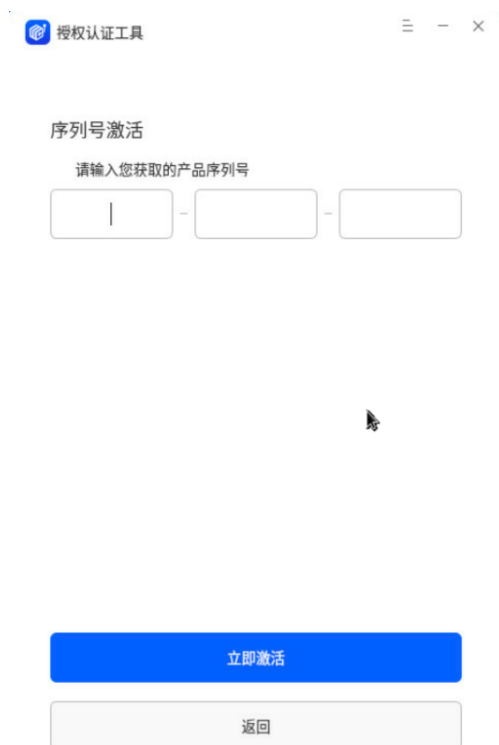 授权认证工具
序列号激活
请输入您获取的产品序列号
- -
立即激活
返回